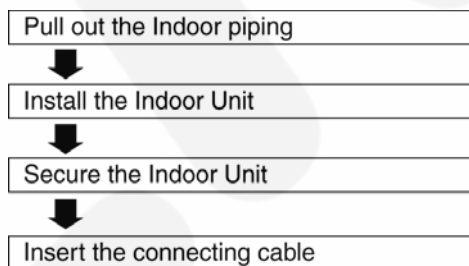 Pull out the Indoor piping
Install the Indoor Unit
Secure the Indoor Unit
Insert the connecting cable